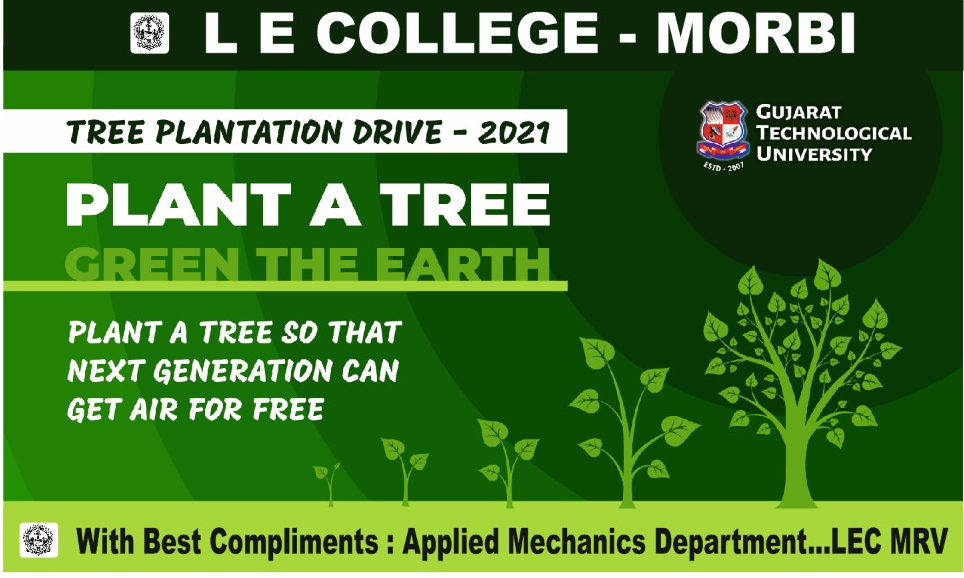 L E COLLEGE - MORBI
TREE PLANTATION DRIVE - 2021
GUJARAT
TECHNOLOGICAL
UNIVERSITY
ESTD - 2007
PLANT A TREE
GREEN THE EARTH
PLANT A TREE SO THAT
NEXT GENERATION CAN
GET AIR FOR FREE
With Best Compliments : Applied Mechanics Department...LEC MRV